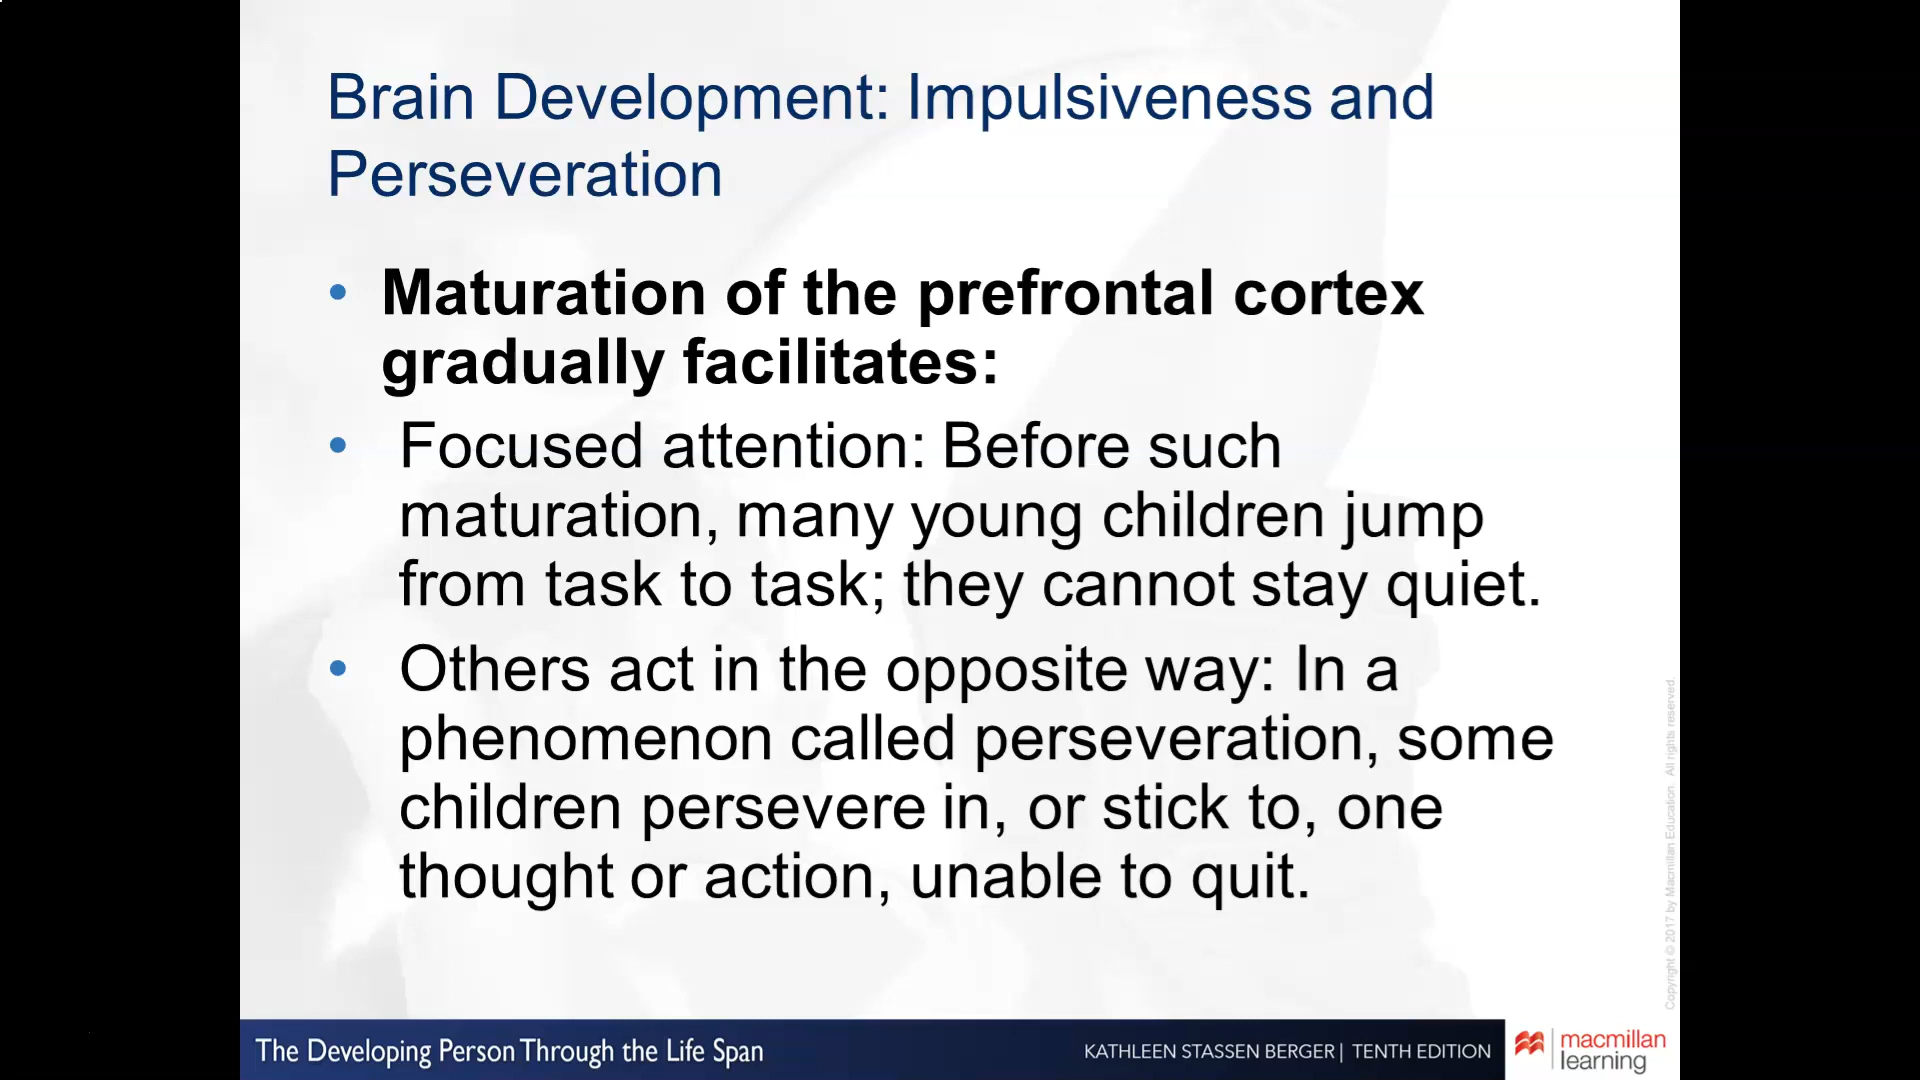 Brain Development: Impulsiveness and
Perseveration
• Maturation of the prefrontal cortex
gradually facilitates:
• Focused attention: Before such
maturation, many young children jump
from task to task; they cannot stay quiet.
• Others act in the opposite way: In a
phenomenon called perseveration, some
children persevere in, or stick to, one
thought or action, unable to quit.
Copyright © 2017 by Macmillan Education. All rights reserved.
The Developing Person Through the Life Span
KATHLEEN STASSEN BERGER | TENTH EDITION
macmillan
learning